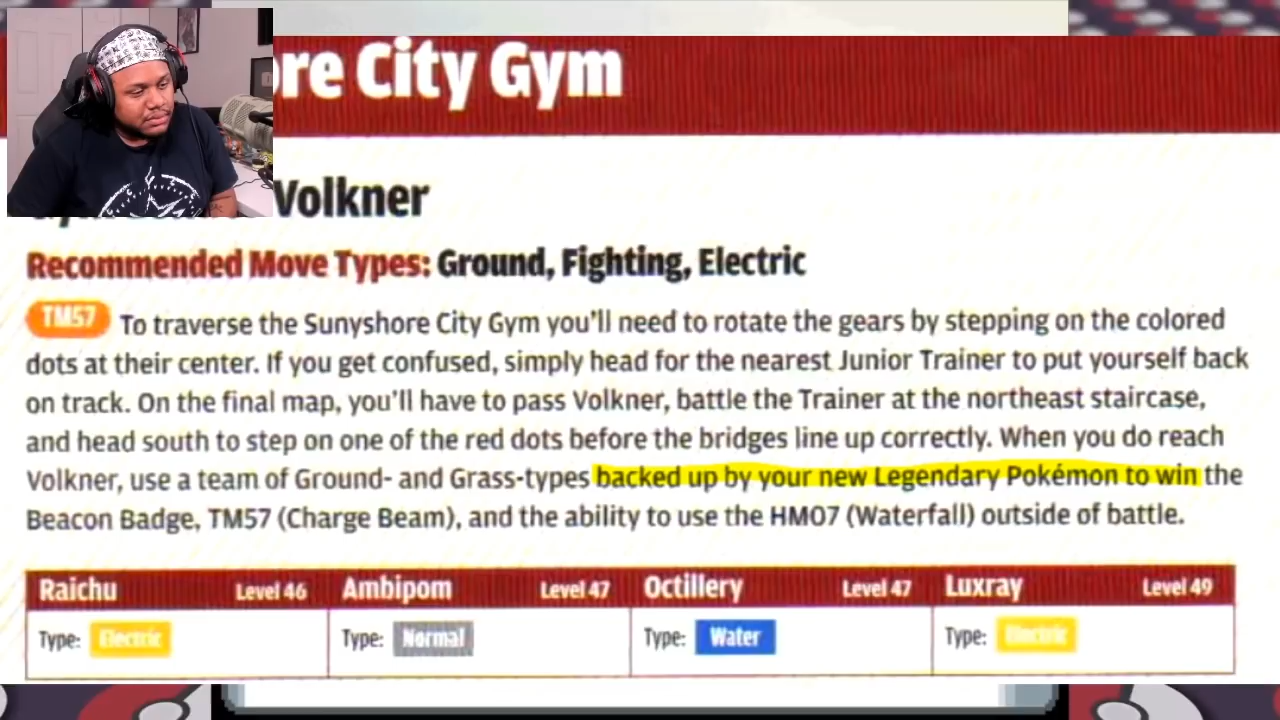 re City Gym
Volkner
Recommended Move Types: Ground, Fighting, Electric
TM57 To traverse the Sunyshore City Gym you'll need to rotate the gears by stepping on the colored
dots at their center. If you get confused, simply head for the nearest Junior Trainer to put yourself back
on track. On the final map, you'll have to pass Volkner, battle the Trainer at the northeast staircase,
and head south to step on one of the red dots before the bridges line up correctly. When you do reach
Volkner, use a team of Ground- and Grass-types backed up by your new Legendary Pokémon to win the
Beacon Badge, TM57 (Charge Beam), and the ability to use the HM07 (Waterfall) outside of battle.
Raichu Level 46 Ambipom Level 47 Octillery Level 47 Luxray Level 49
Type: Electric Type: Normal Type: Water Type: Electric